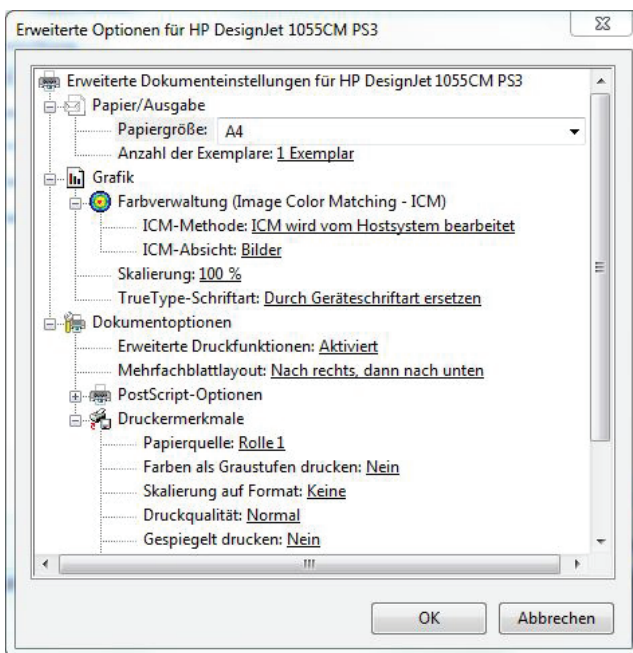 Erweiterte Optionen für HP DesignJet 1055CM PS3
Erweiterte Dokumenteinstellungen für HP DesignJet 1055CM PS3
Papier/Ausgabe
Papiergröße: A4
Anzahl der Exemplare: 1 Exemplar
Grafik
Farbverwaltung (Image Color Matching - ICM)
ICM-Methode: ICM wird vom Hostsystem bearbeitet
ICM-Absicht: Bilder
Skalierung: 100 %
TrueType-Schriftart: Durch Geräteschriftart ersetzen
Dokumentoptionen
Erweiterte Druckfunktionen: Aktiviert
Mehrfachblattlayout: Nach rechts, dann nach unten
PostScript-Optionen
Druckermerkmale
Papierquelle: Rolle 1
Farben als Graustufen drucken: Nein
Skalierung auf Format: Keine
Druckqualität: Normal
Gespiegelt drucken: Nein
OK Abbrechen